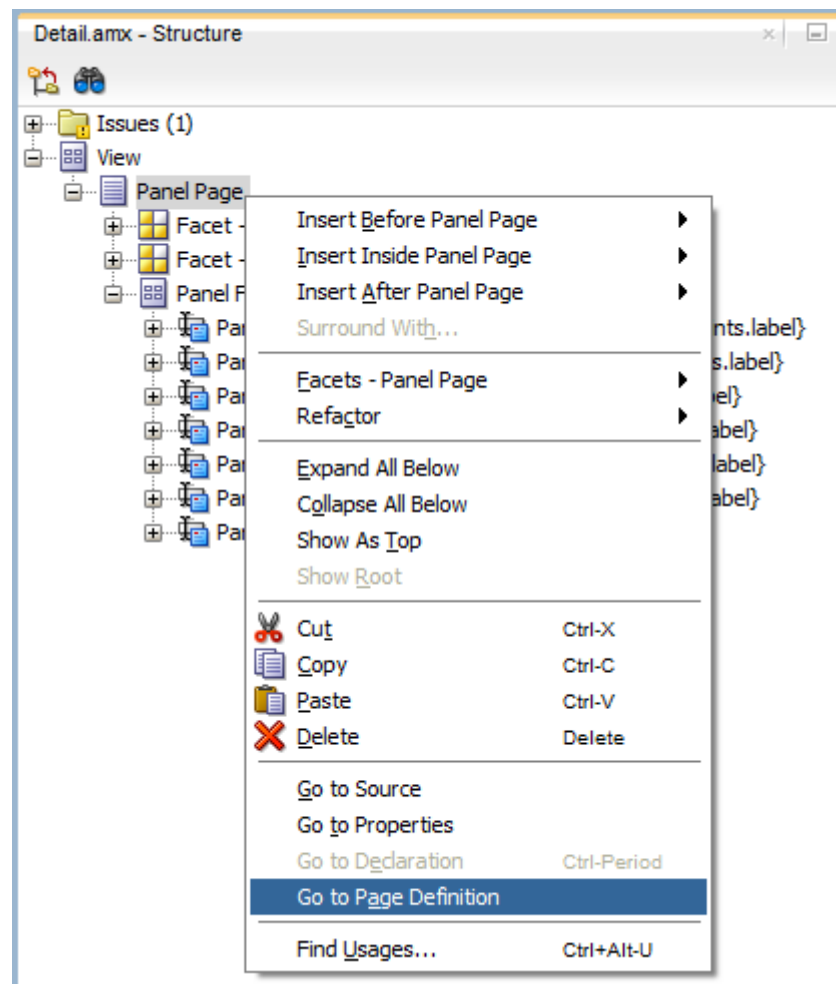 Detail.amx - Structure
Issues (1)
View
Panel Page
Facet -
Facet -
Panel F
Par nts.label}
Par s.label}
Par el}
Par abel}
Par label}
Par abel}
Par
Insert Before Panel Page
Insert Inside Panel Page
Insert After Panel Page
Surround With...
Facets - Panel Page
Refactor
Expand All Below
Collapse All Below
Show As Top
Show Root
Cut Ctrl-X
Copy Ctrl-C
Paste Ctrl-V
Delete Delete
Go to Source
Go to Properties
Go to Declaration Ctrl-Period
Go to Page Definition
Find Usages... Ctrl+Alt-U